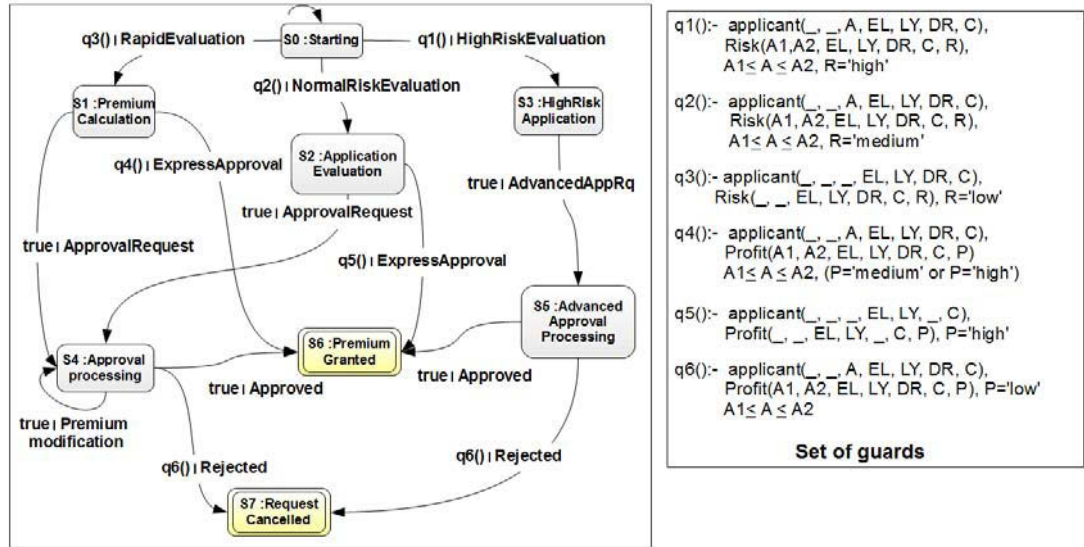 q3() | RapidEvaluation
S0 :Starting
q1() | HighRiskEvaluation
q2() | NormalRiskEvaluation
S1 :Premium
Calculation
S3 :HighRisk
Application
q4() | ExpressApproval
S2 : Application
Evaluation
true | AdvancedAppRq
true | ApprovalRequest
true | ApprovalRequest
q5() | ExpressApproval
S5 :Advanced
Approval
Processing
S6 :Premium
Granted
S4 :Approval
processing
true | Approved
true | Approved
true | Premium
modification
q6() | Rejected
q6() | Rejected
S7 :Request
Cancelled
q1():- applicant(_, _, A, EL, LY, DR, C),
Risk(A1,A2, EL, LY, DR, C, R),
A1≤ A ≤ A2, R='high'
q2():- applicant(_, _, A, EL, LY, DR, C),
Risk(A1, A2, EL, LY, DR, C, R),
A1≤ A ≤ A2, R='medium'
q3():- applicant(_, _, _, EL, LY, DR, C),
Risk(_, _, EL, LY, DR, C, R), R='low'
q4():- applicant(_, _, A, EL, LY, DR, C),
Profit(A1, A2, EL, LY, DR, C, P)
A1≤ A ≤ A2, (P='medium' or P='high')
q5():- applicant(_, _, _, EL, LY, _, C),
Profit(_, _, EL, LY, _, C, P), P='high'
q6():- applicant(_, _, A, EL, LY, DR, C),
Profit(A1, A2, EL, LY, DR, C, P), P='low'
A1≤ A ≤ A2
Set of guards